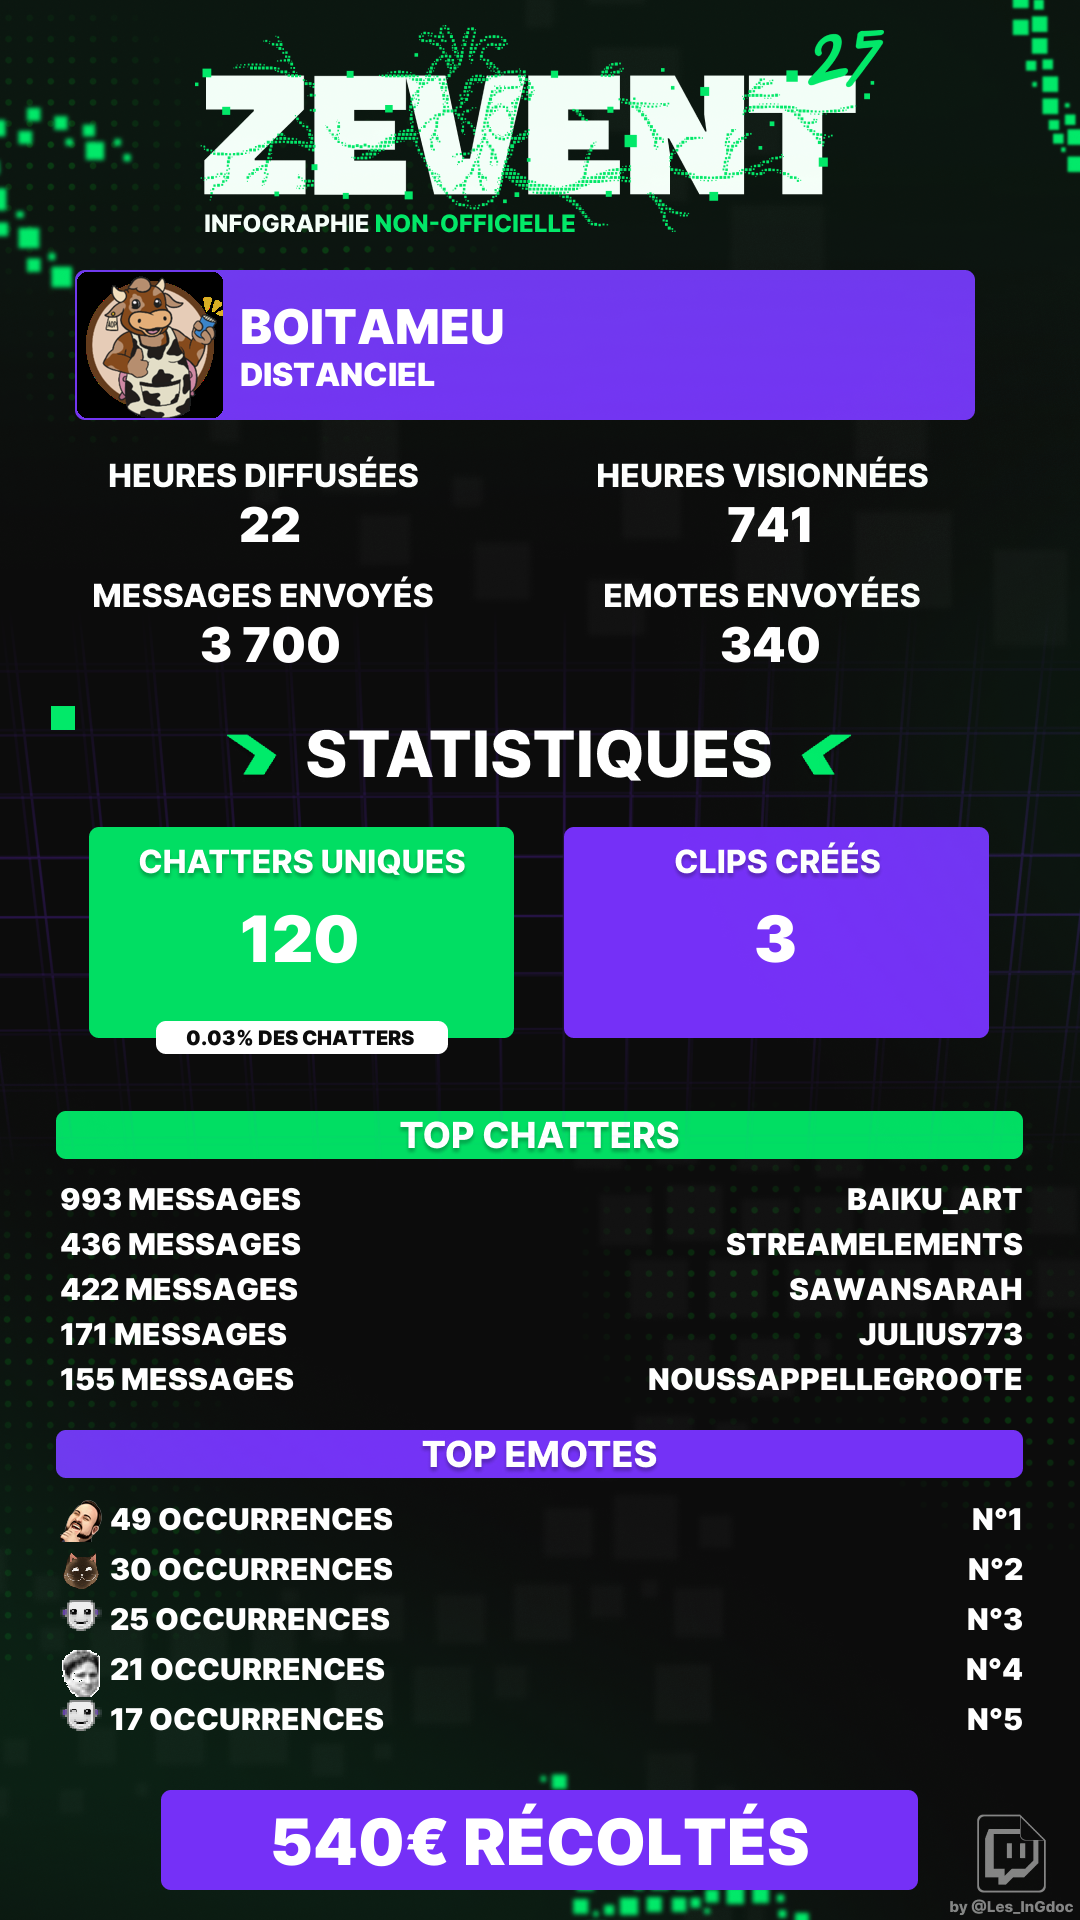 ZEVENT 25
INFOGRAPHIE NON-OFFICIELLE
BOITAMEU
DISTANCIEL
HEURES DIFFUSÉES
22
HEURES VISIONNÉES
741
MESSAGES ENVOYÉS
3 700
EMOTES ENVOYÉES
340
STATISTIQUES
CHATTERS UNIQUES
120
0.03% DES CHATTERS
CLIPS CRÉÉS
3
TOP CHATTERS
993 MESSAGES BAIKU_ART
436 MESSAGES STREAMELEMENTS
422 MESSAGES SAWANSARAH
171 MESSAGES JULIUS773
155 MESSAGES NOUSSAPPELLEGROOTE
TOP EMOTES
49 OCCURRENCES N°1
30 OCCURRENCES N°2
25 OCCURRENCES N°3
21 OCCURRENCES N°4
17 OCCURRENCES N°5
540€ RÉCOLTÉS
by @Les_InGdoc